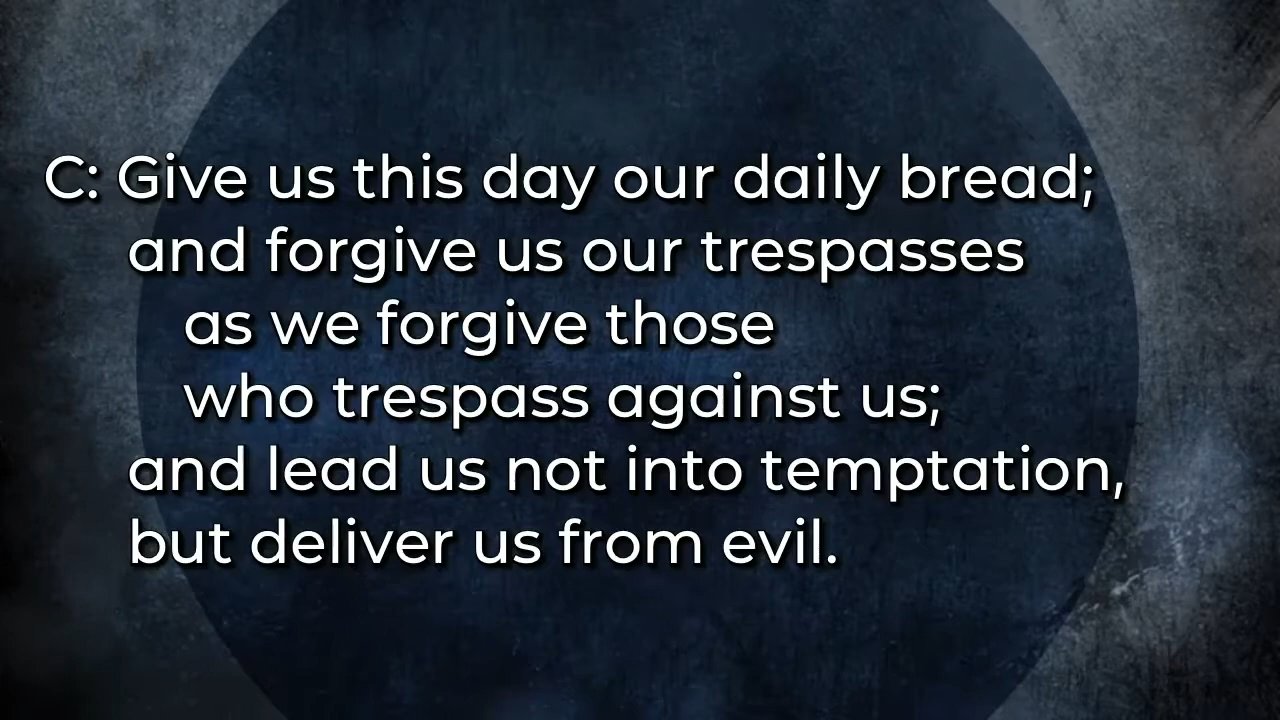 C: Give us this day our daily bread;
and forgive us our trespasses
as we forgive those
who trespass against us;
and lead us not into temptation,
but deliver us from evil.